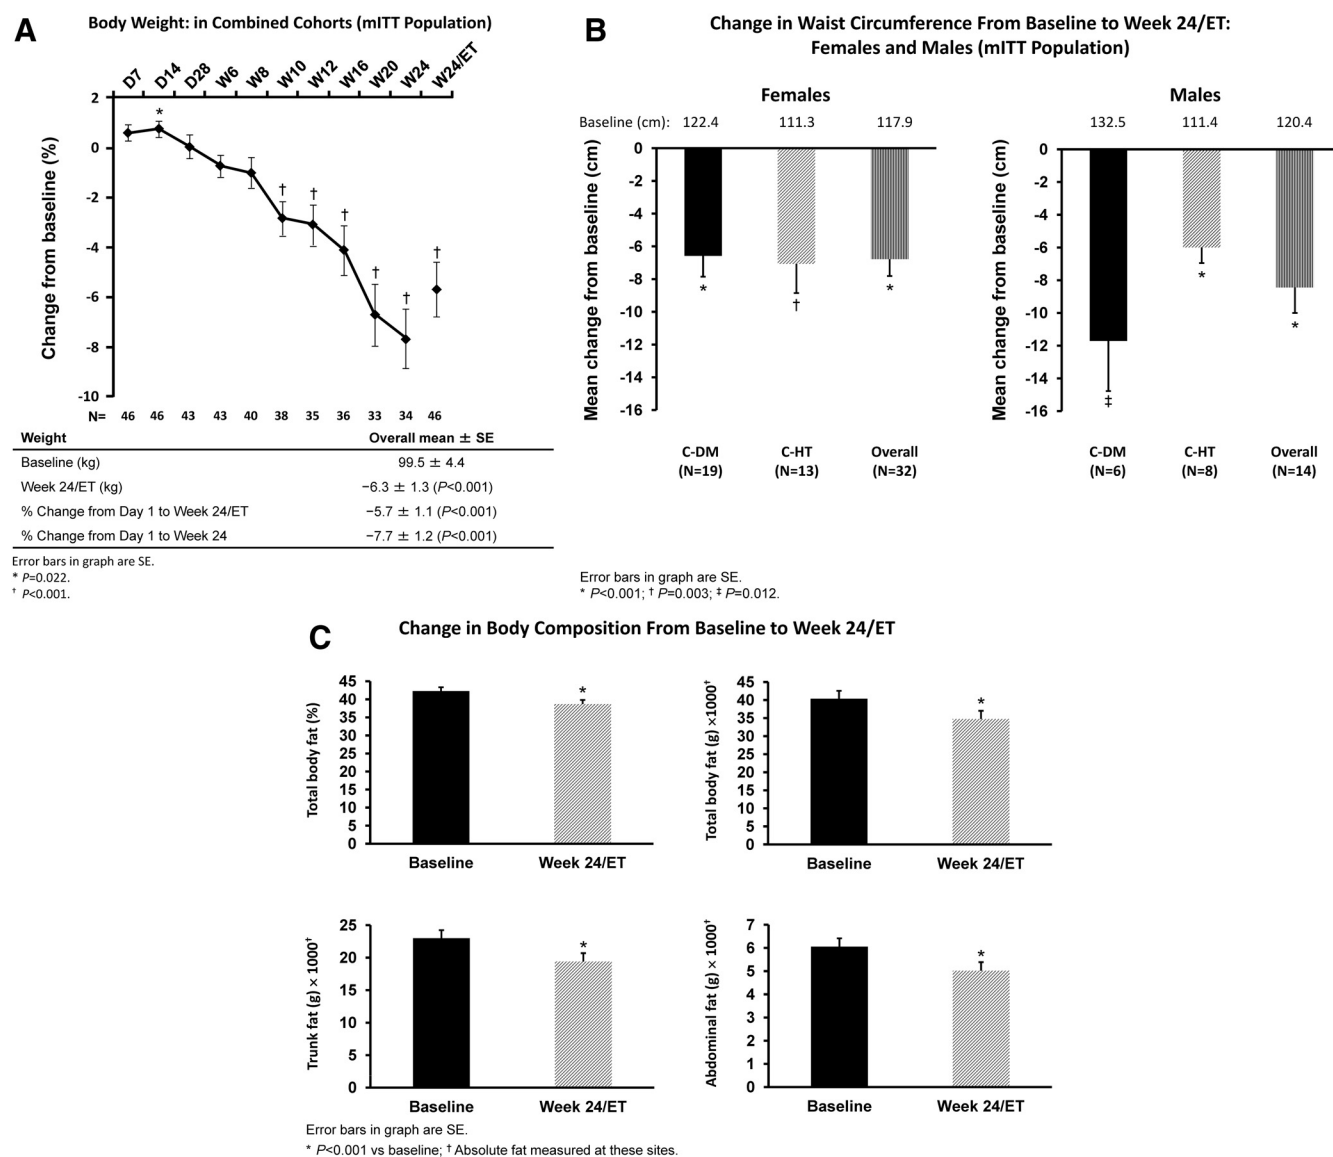 A
Body Weight: in Combined Cohorts (mITT Population)
D7
D14
D28
W6
W8
W10
W12
W16
W20
W24
W24/ET
Change from baseline (%)
2
0
-2
-4
-6
-8
-10
*
†
†
†
†
†
†
N= 46 46 43 43 40 38 35 36 33 34 46
Weight Overall mean ± SE
Baseline (kg) 99.5 ± 4.4
Week 24/ET (kg) −6.3 ± 1.3 (P<0.001)
% Change from Day 1 to Week 24/ET −5.7 ± 1.1 (P<0.001)
% Change from Day 1 to Week 24 −7.7 ± 1.2 (P<0.001)
Error bars in graph are SE.
* P=0.022.
† P<0.001.
B
Change in Waist Circumference From Baseline to Week 24/ET:
Females and Males (mITT Population)
Females
Baseline (cm): 122.4 111.3 117.9
Mean change from baseline (cm)
0
-2
-4
-6
-8
-10
-12
-14
-16
*
†
*
C-DM C-HT Overall
(N=19) (N=13) (N=32)
Males
132.5 111.4 120.4
Mean change from baseline (cm)
0
-2
-4
-6
-8
-10
-12
-14
-16
‡
*
*
C-DM C-HT Overall
(N=6) (N=8) (N=14)
Error bars in graph are SE.
* P<0.001; † P=0.003; ‡ P=0.012.
C
Change in Body Composition From Baseline to Week 24/ET
Total body fat (%)
45
40
35
30
25
20
15
10
5
0
*
Baseline Week 24/ET
Total body fat (g) ×1000†
45
40
35
30
25
20
15
10
5
0
*
Baseline Week 24/ET
Trunk fat (g) × 1000†
25
20
15
10
5
0
*
Baseline Week 24/ET
Abdominal fat (g) × 1000†
7
6
5
4
3
2
1
0
*
Baseline Week 24/ET
Error bars in graph are SE.
* P<0.001 vs baseline; † Absolute fat measured at these sites.